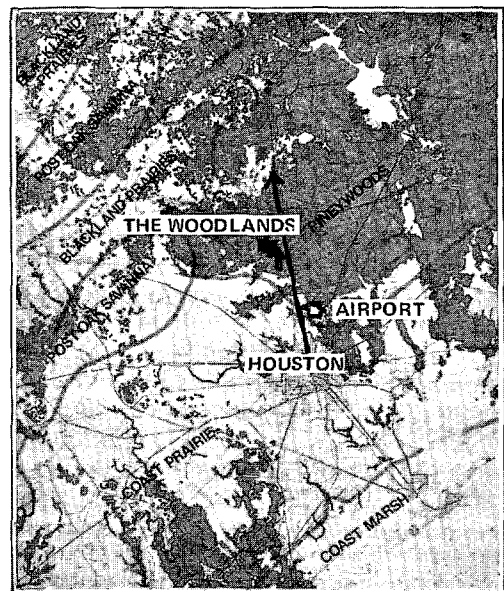 BLACKLAND
PRAIRIES
POST OAK SAVANNAH
BLACKLAND PRAIRIES
THE WOODLANDS
PINEYWOODS
POST OAK SAVANNAH
AIRPORT
HOUSTON
COAST PRAIRIE
COAST MARSH